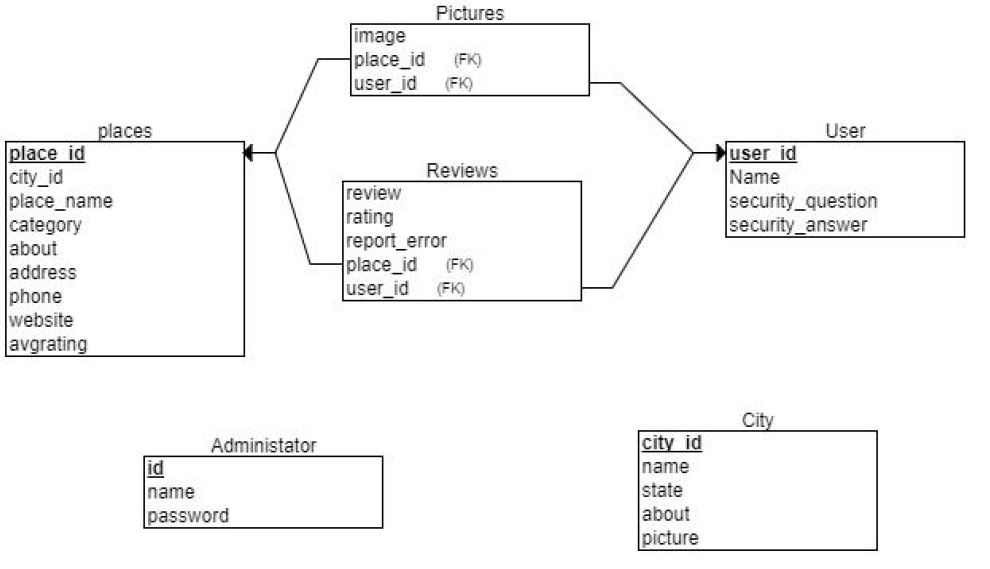 Pictures
image
place_id (FK)
user_id (FK)
places
place_id
city_id
place_name
category
about
address
phone
website
avgrating
Reviews
review
rating
report_error
place_id (FK)
user_id (FK)
User
user_id
Name
security_question
security_answer
Administator
id
name
password
City
city_id
name
state
about
picture